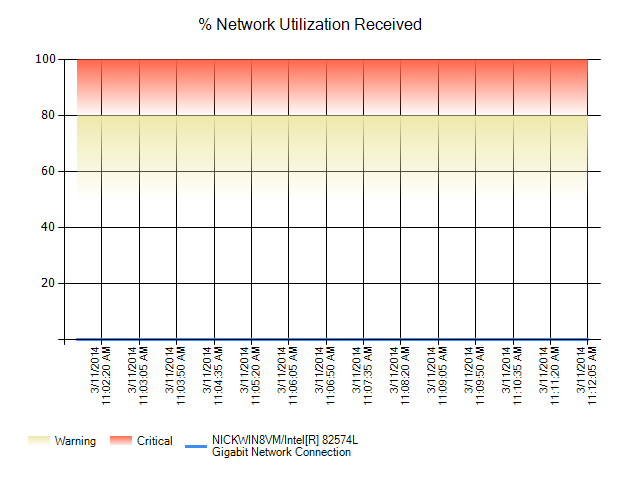 % Network Utilization Received
100
80
60
40
20
3/11/2014
11:02:20 AM
3/11/2014
11:03:05 AM
3/11/2014
11:03:50 AM
3/11/2014
11:04:35 AM
3/11/2014
11:05:20 AM
3/11/2014
11:06:05 AM
3/11/2014
11:06:50 AM
3/11/2014
11:07:35 AM
3/11/2014
11:08:20 AM
3/11/2014
11:09:05 AM
3/11/2014
11:09:50 AM
3/11/2014
11:10:35 AM
3/11/2014
11:11:20 AM
3/11/2014
11:12:05 AM
Warning
Critical
NICKWIN8VM/Intel[R] 82574L
Gigabit Network Connection